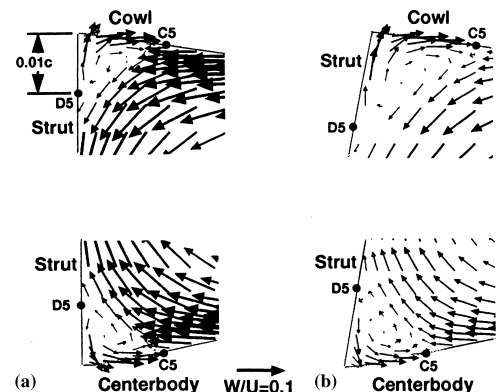 Cowl
C5
0.01c
D5
Strut
Cowl
C5
Strut
D5
Strut
D5
C5
(a)
Centerbody
W/U=0.1
Strut
D5
C5
(b)
Centerbody